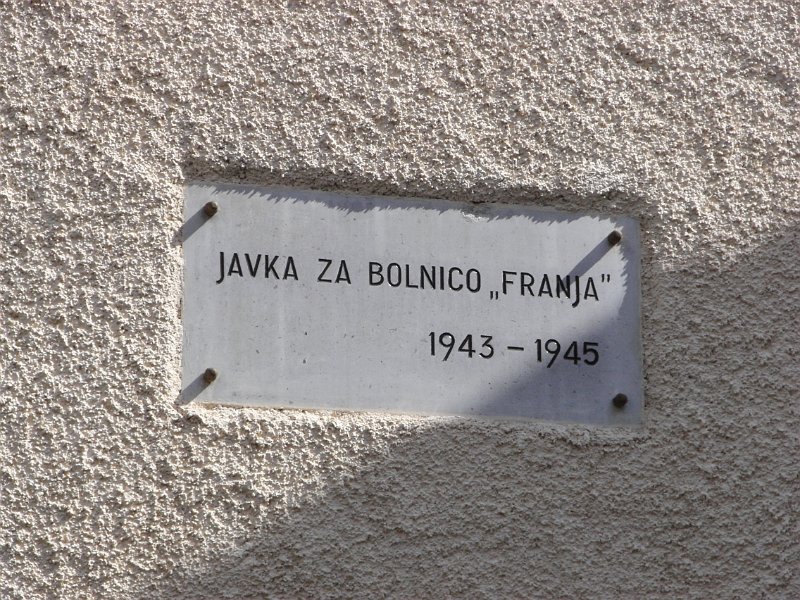 JAVKA ZA BOLNICO „FRANJA”
1943 – 1945